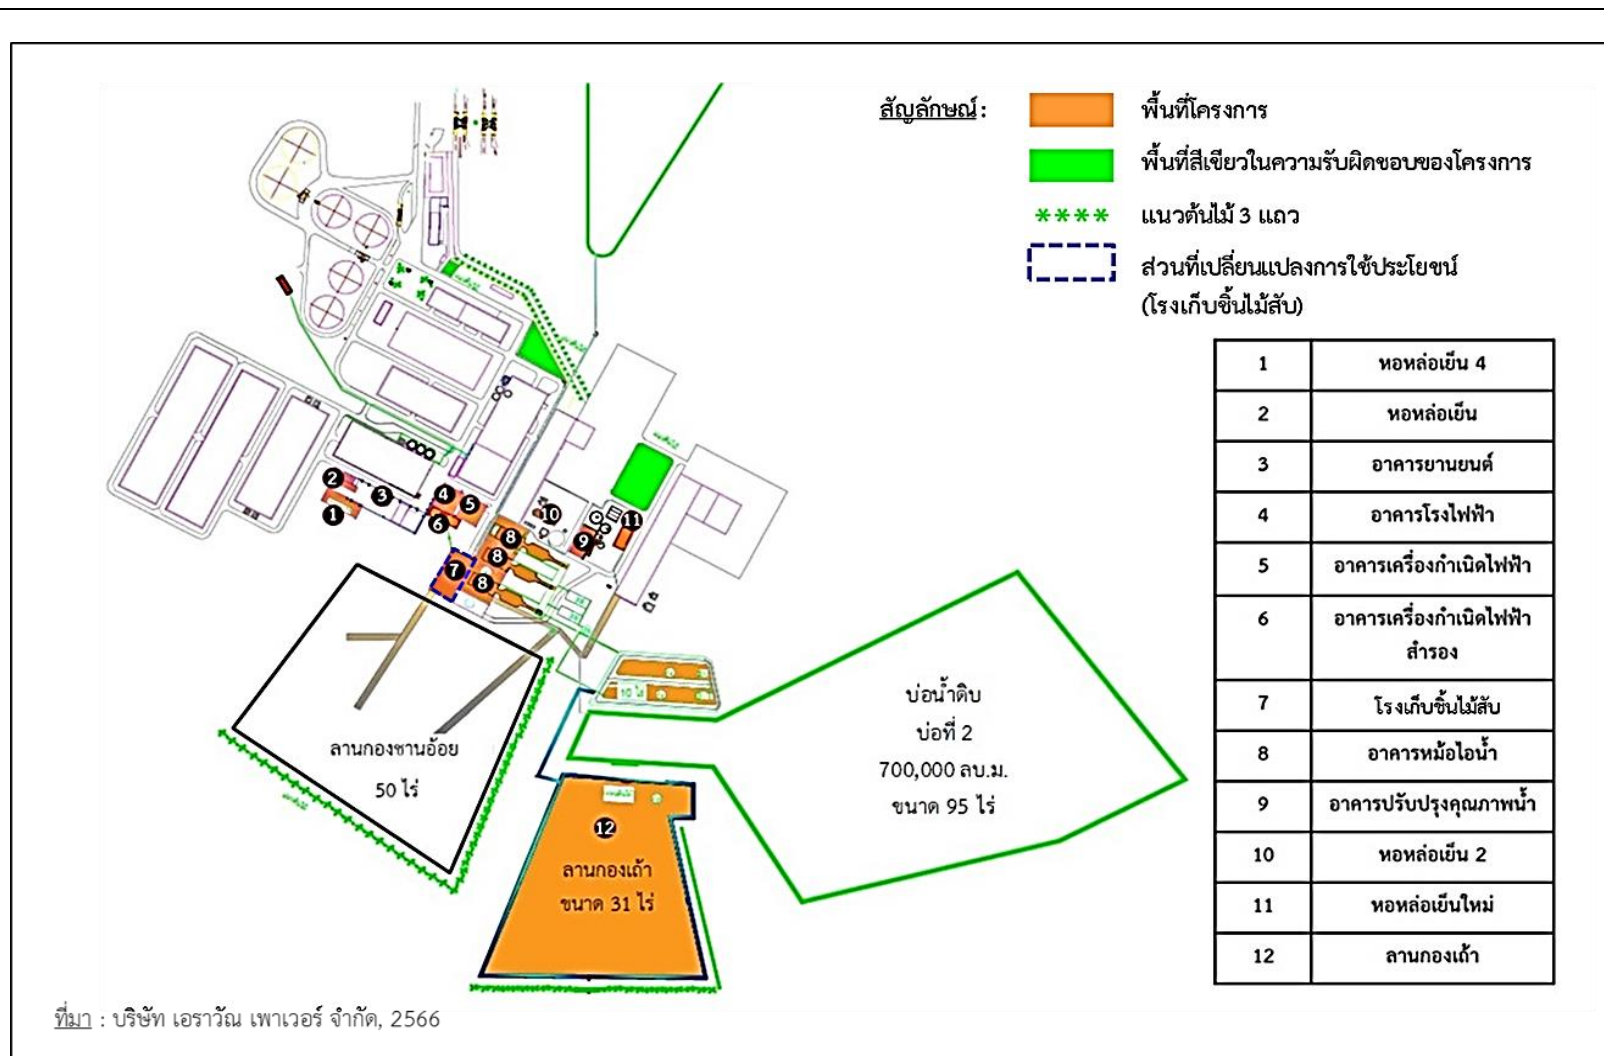 สัญลักษณ์ :
พื้นที่โครงการ
พื้นที่สีเขียวในความรับผิดชอบของโครงการ
แนวต้นไม้ 3 แถว
ส่วนที่เปลี่ยนแปลงการใช้ประโยชน์
(โรงเก็บชิ้นไม้สับ)
1 หอหล่อเย็น 4
2 หอหล่อเย็น
3 อาคารยานยนต์
4 อาคารโรงไฟฟ้า
5 อาคารเครื่องกำเนิดไฟฟ้า
6 อาคารเครื่องกำเนิดไฟฟ้า
สำรอง
7 โรงเก็บชิ้นไม้สับ
8 อาคารหม้อไอน้ำ
9 อาคารปรับปรุงคุณภาพน้ำ
10 หอหล่อเย็น 2
11 หอหล่อเย็นใหม่
12 ลานกองเถ้า
2
3
1
4
5
6
7
8
8
8
10
9
11
10 ไร่
บ่อน้ำดิบ
บ่อที่ 2
700,000 ลบ.ม.
ขนาด 95 ไร่
ลานกองชานอ้อย
50 ไร่
12
ลานกองเถ้า
ขนาด 31 ไร่
ที่มา : บริษัท เอราวัณ เพาเวอร์ จำกัด, 2566